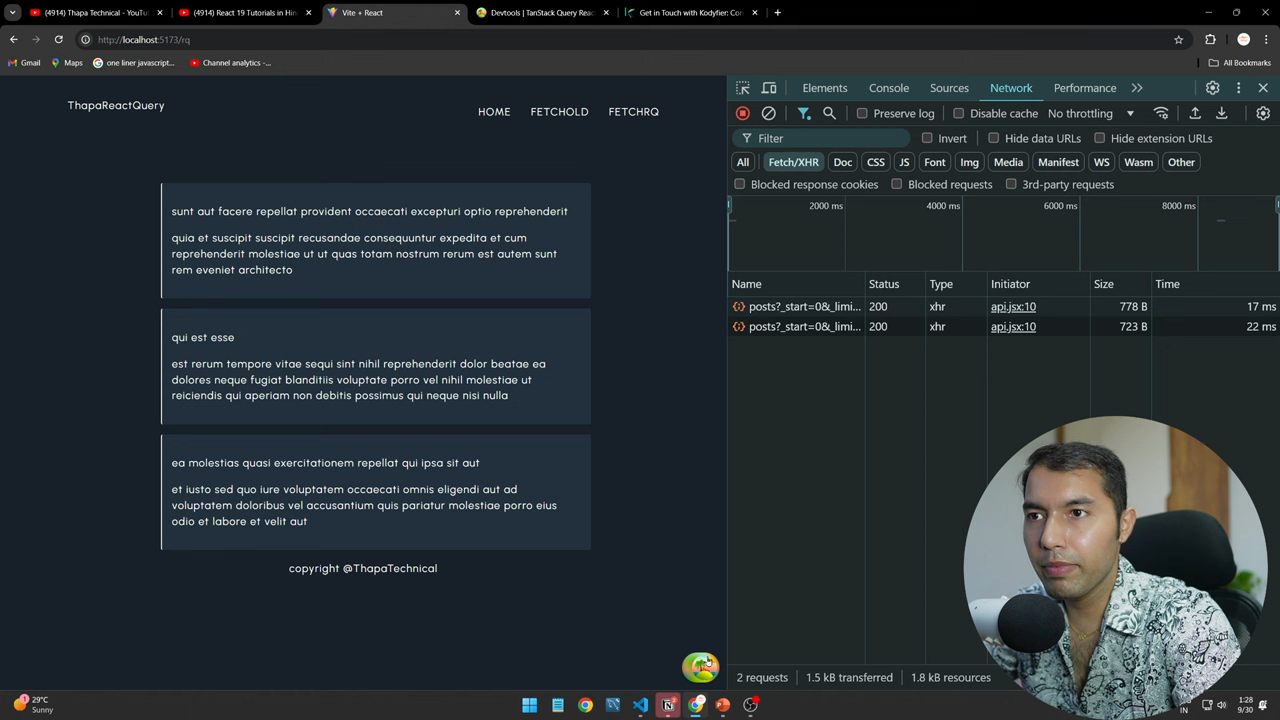 (4914) Thapa Technical - YouTu
(4914) React 19 Tutorials in Hin
Vite + React
Devtools | TanStack Query Reac
Get in Touch with Kodyfier: Con
http://localhost:5173/rq
Gmail
Maps
one liner javascript...
Channel analytics -...
All Bookmarks
ThapaReactQuery
HOME
FETCHOLD
FETCHRQ
sunt aut facere repellat provident occaecati excepturi optio reprehenderit
quia et suscipit suscipit recusandae consequuntur expedita et cum
reprehenderit molestiae ut ut quas totam nostrum rerum est autem sunt
rem eveniet architecto
qui est esse
est rerum tempore vitae sequi sint nihil reprehenderit dolor beatae ea
dolores neque fugiat blanditiis voluptate porro vel nihil molestiae ut
reiciendis qui aperiam non debitis possimus qui neque nisi nulla
ea molestias quasi exercitationem repellat qui ipsa sit aut
et iusto sed quo iure voluptatem occaecati omnis eligendi aut ad
voluptatem doloribus vel accusantium quis pariatur molestiae porro eius
odio et labore et velit aut
copyright @ThapaTechnical
Elements
Console
Sources
Network
Performance
Preserve log
Disable cache
No throttling
Filter
Invert
Hide data URLs
Hide extension URLs
All
Fetch/XHR
Doc
CSS
JS
Font
Img
Media
Manifest
WS
Wasm
Other
Blocked response cookies
Blocked requests
3rd-party requests
2000 ms
4000 ms
6000 ms
8000 ms
Name
Status
Type
Initiator
Size
Time
posts?_start=0&_limi...
200
xhr
api.jsx:10
778 B
17 ms
posts?_start=0&_limi...
200
xhr
api.jsx:10
723 B
22 ms
2 requests
1.5 kB transferred
1.8 kB resources
29°C
Sunny
IN
1:28
9/30